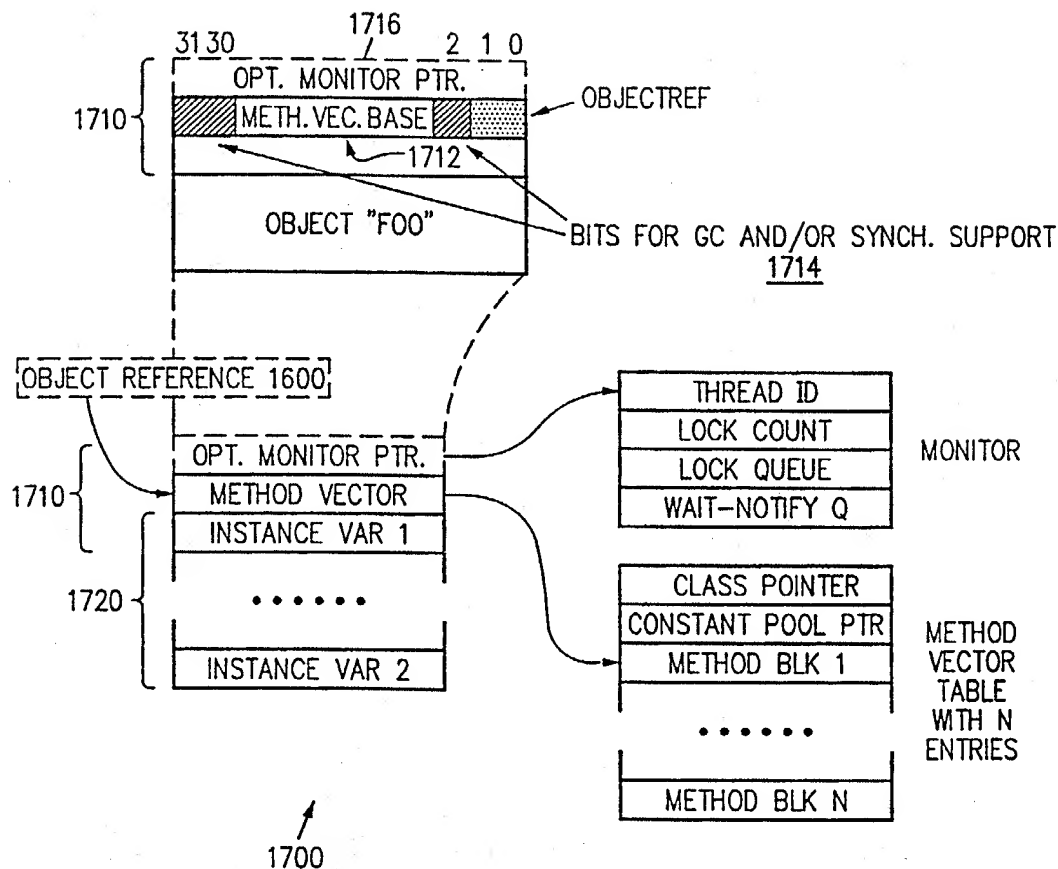 31 30
1716
2 1 0
OPT. MONITOR PTR.
1710
METH. VEC. BASE
OBJECTREF
1712
OBJECT "FOO"
BITS FOR GC AND/OR SYNCH. SUPPORT
1714
OBJECT REFERENCE 1600
OPT. MONITOR PTR.
1710
METHOD VECTOR
INSTANCE VAR 1
1720
INSTANCE VAR 2
THREAD ID
LOCK COUNT
LOCK QUEUE
WAIT-NOTIFY Q
MONITOR
CLASS POINTER
CONSTANT POOL PTR
METHOD BLK 1
METHOD BLK N
METHOD
VECTOR
TABLE
WITH N
ENTRIES
1700